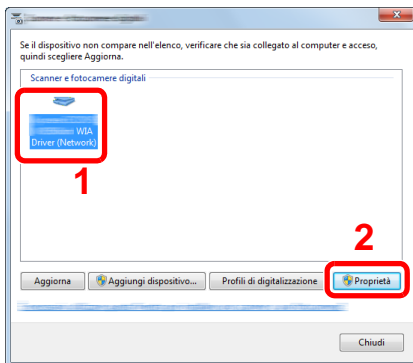 Se il dispositivo non compare nell'elenco, verificare che sia collegato al computer e acceso,
quindi scegliere Aggiorna.
Scanner e fotocamere digitali
WIA
Driver (Network)
1
2
Aggiorna
Aggiungi dispositivo...
Profili di digitalizzazione
Proprietà
Chiudi